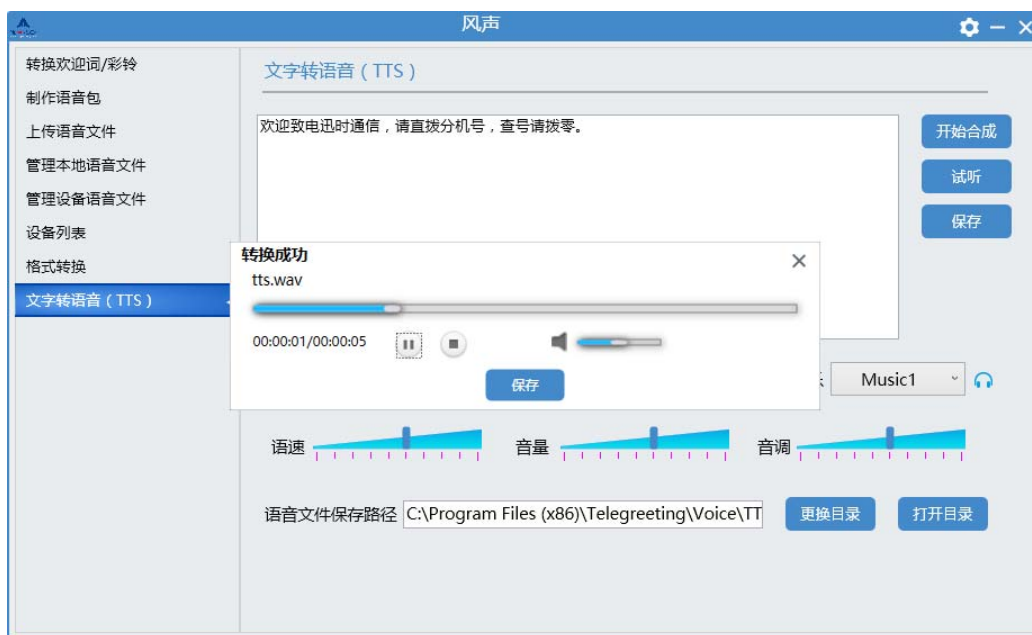 风声
转换欢迎词/彩铃
制作语音包
上传语音文件
管理本地语音文件
管理设备语音文件
设备列表
格式转换
文字转语音（TTS）
文字转语音（TTS）
欢迎致电迅时通信，请直拨分机号，查号请拨零。
开始合成
试听
保存
转换成功
tts.wav
00:00:01/00:00:05
保存
Music1
语速 音量 音调
语音文件保存路径 C:\Program Files (x86)\Telegreeting\Voice\TT 更换目录 打开目录